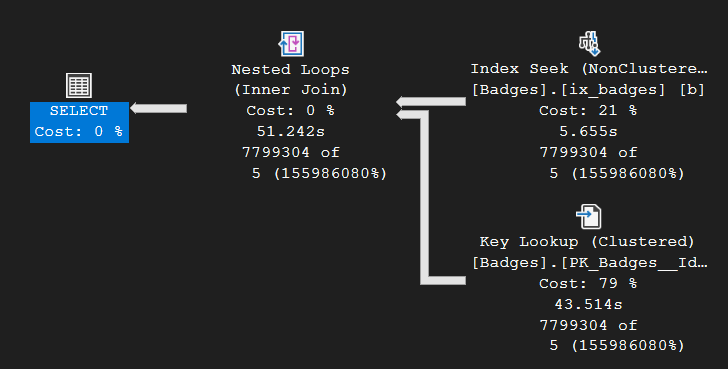 SELECT
Cost: 0 %
Nested Loops
(Inner Join)
Cost: 0 %
51.242s
7799304 of
5 (155986080%)
Index Seek (NonClustere…
[Badges].[ix_badges] [b]
Cost: 21 %
5.655s
7799304 of
5 (155986080%)
Key Lookup (Clustered)
[Badges].[PK_Badges__Id…
Cost: 79 %
43.514s
7799304 of
5 (155986080%)